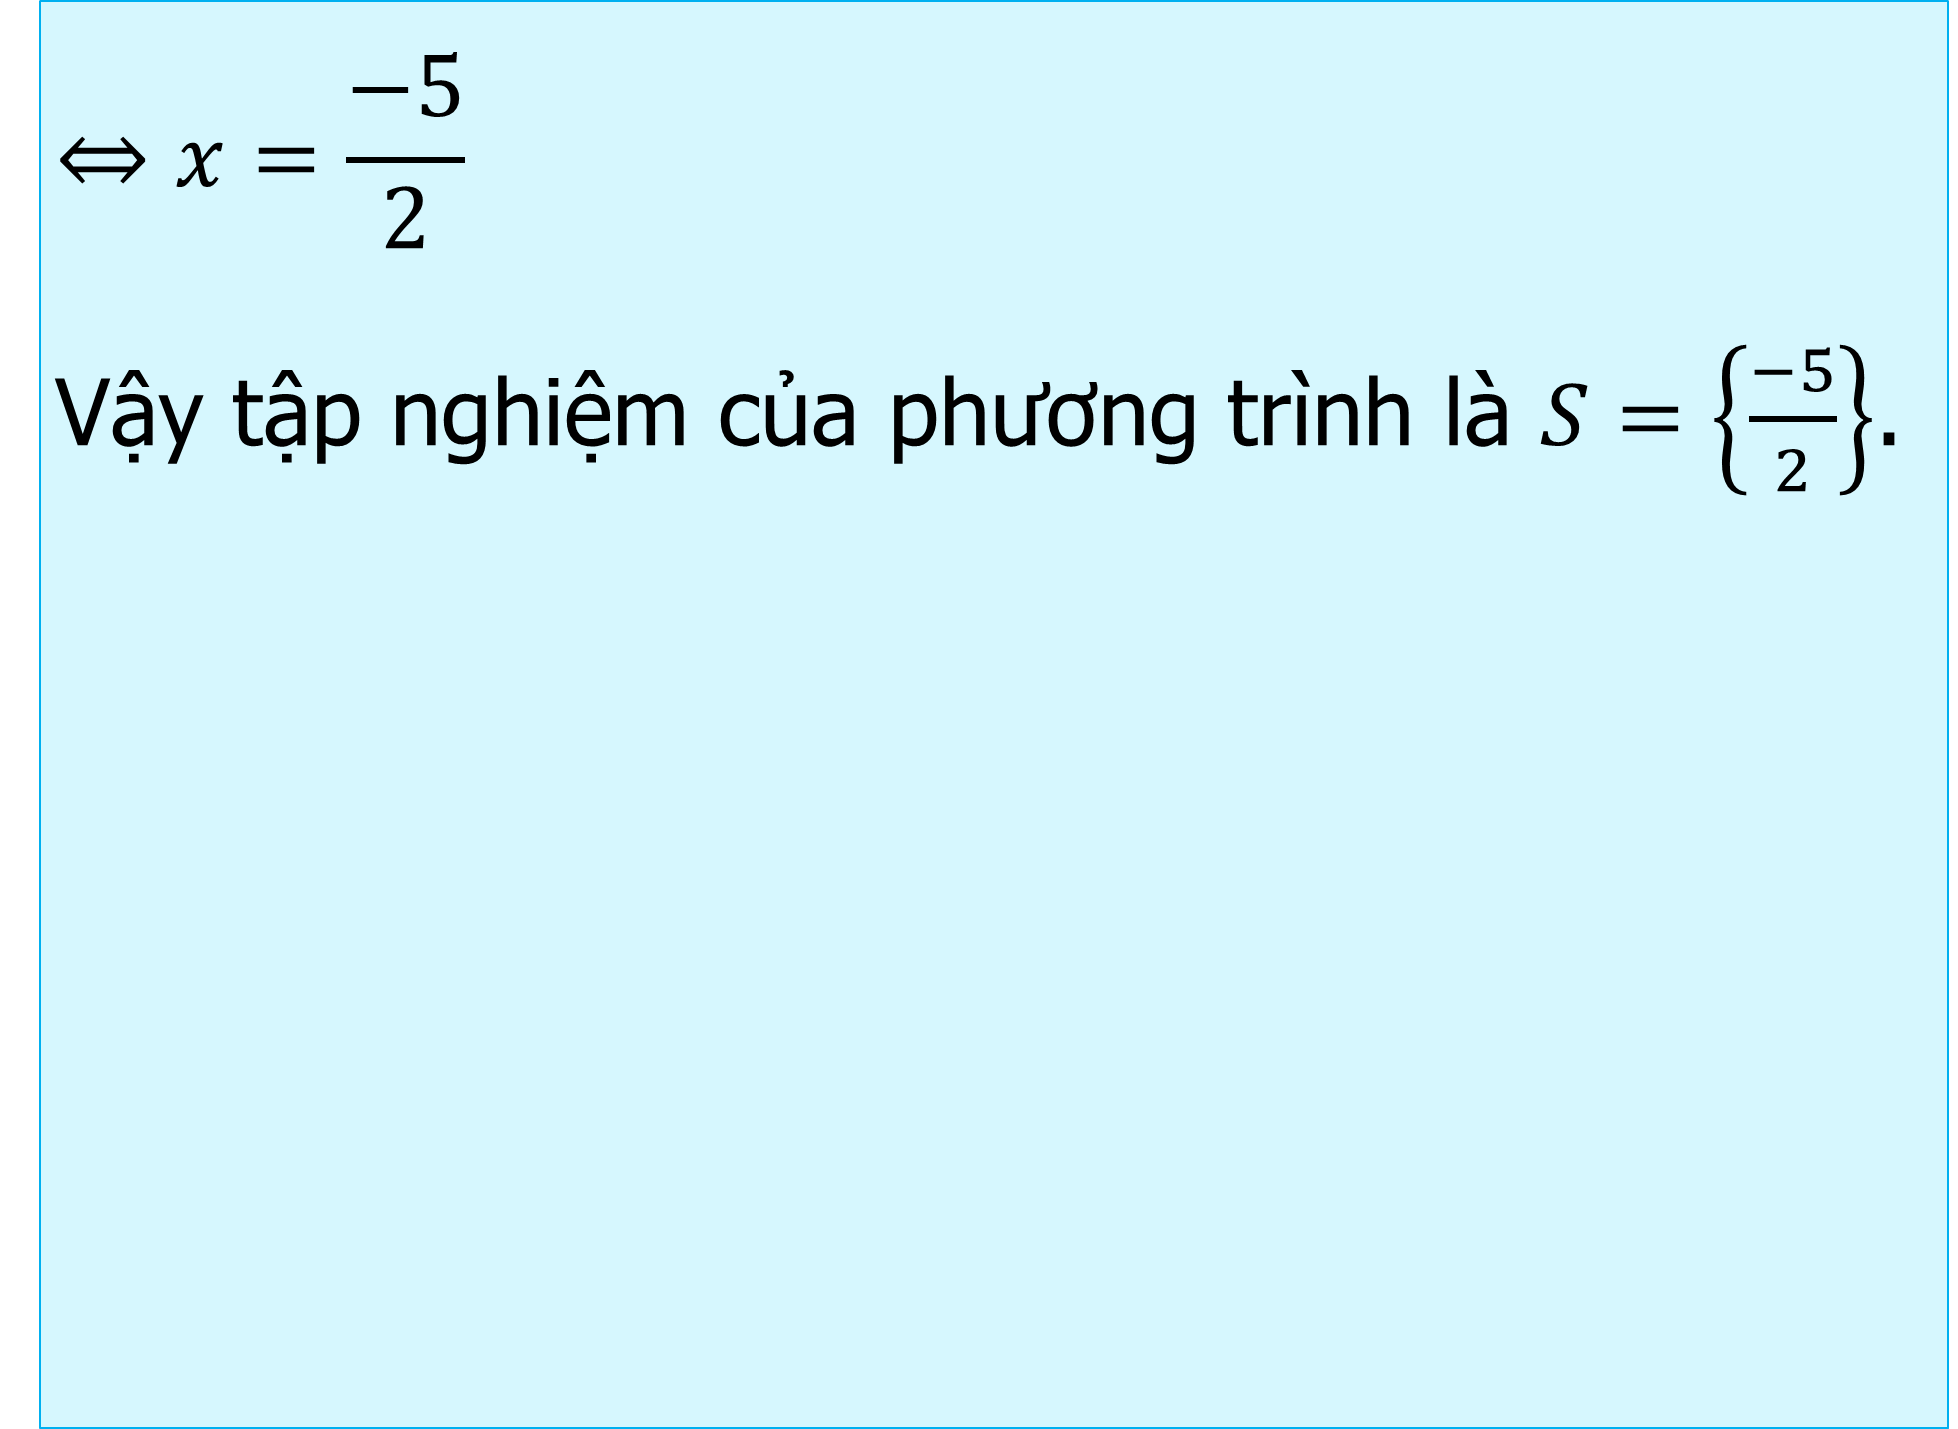 ⇔ x = −5/2
Vậy tập nghiệm của phương trình là S = {−5/2}.